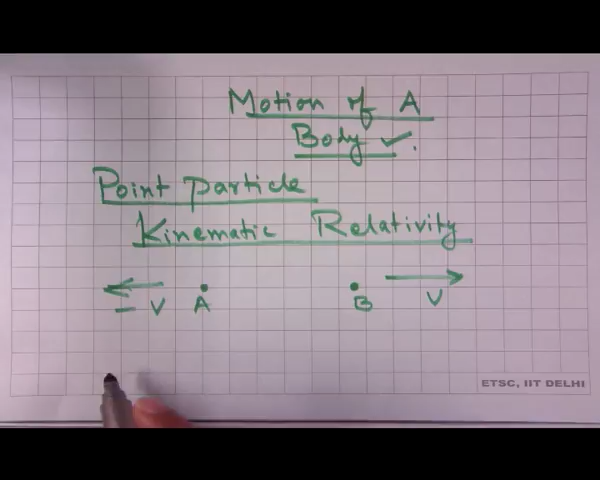 Motion of A
Body ✓.
Point particle
Kinematic Relativity
– V A B V
ETSC, IIT DELHI